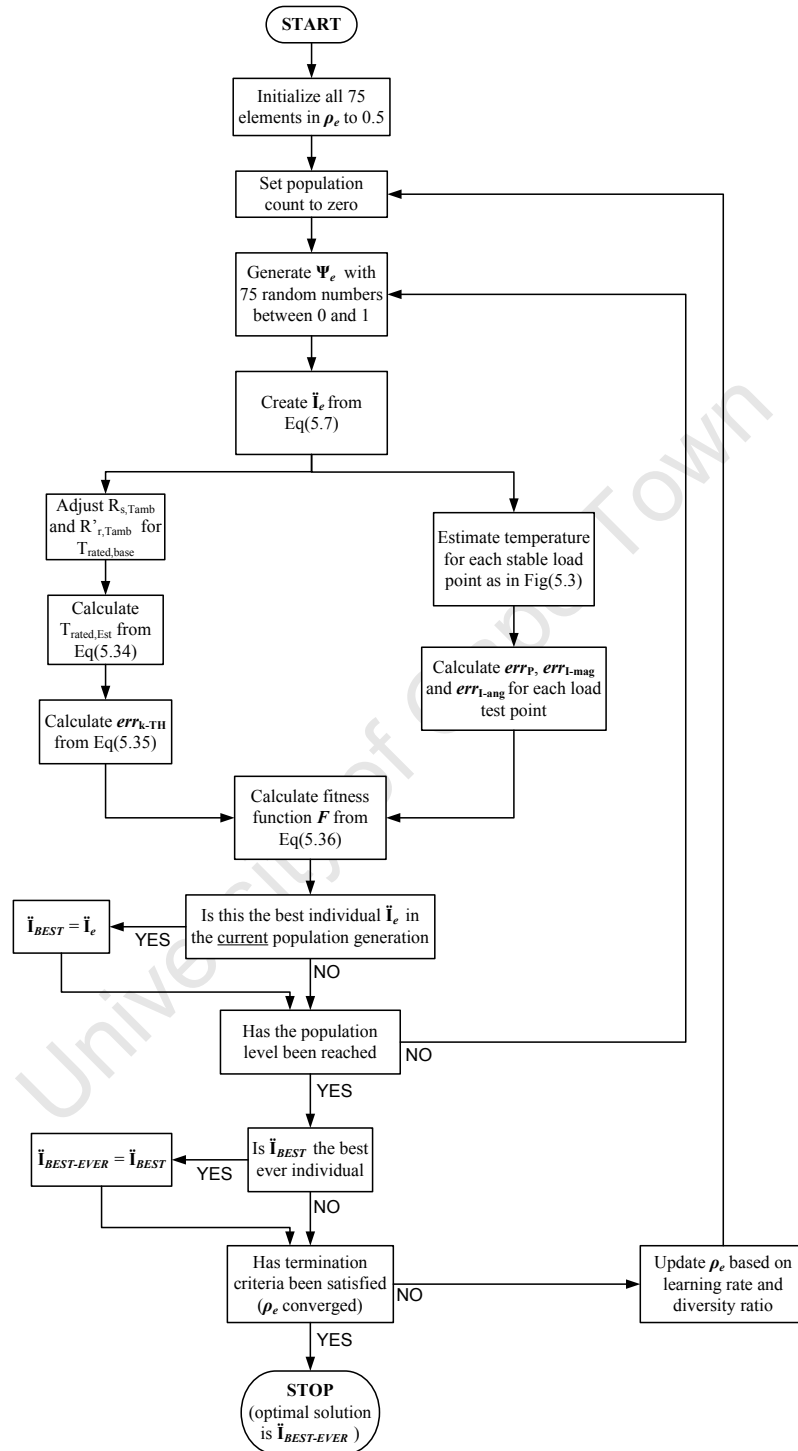 START
Initialize all 75
elements in ρe to 0.5
Set population
count to zero
Generate Ψe with
75 random numbers
between 0 and 1
Create Ïe from
Eq(5.7)
Adjust Rs,Tamb
and R’r,Tamb for
Trated,base
Calculate
Trated,Est from
Eq(5.34)
Calculate errk-TH
from Eq(5.35)
Estimate temperature
for each stable load
point as in Fig(5.3)
Calculate errP, errI-mag
and errI-ang for each load
test point
Calculate fitness
function F from
Eq(5.36)
Is this the best individual Ïe in
the current population generation
YES
ÏBEST = Ïe
NO
Has the population
level been reached
NO
YES
Is ÏBEST the best
ever individual
YES
ÏBEST-EVER = ÏBEST
NO
Has termination
criteria been satisfied
(ρe converged)
NO
Update ρe based on
learning rate and
diversity ratio
YES
STOP
(optimal solution
is ÏBEST-EVER )
University of Cape Town